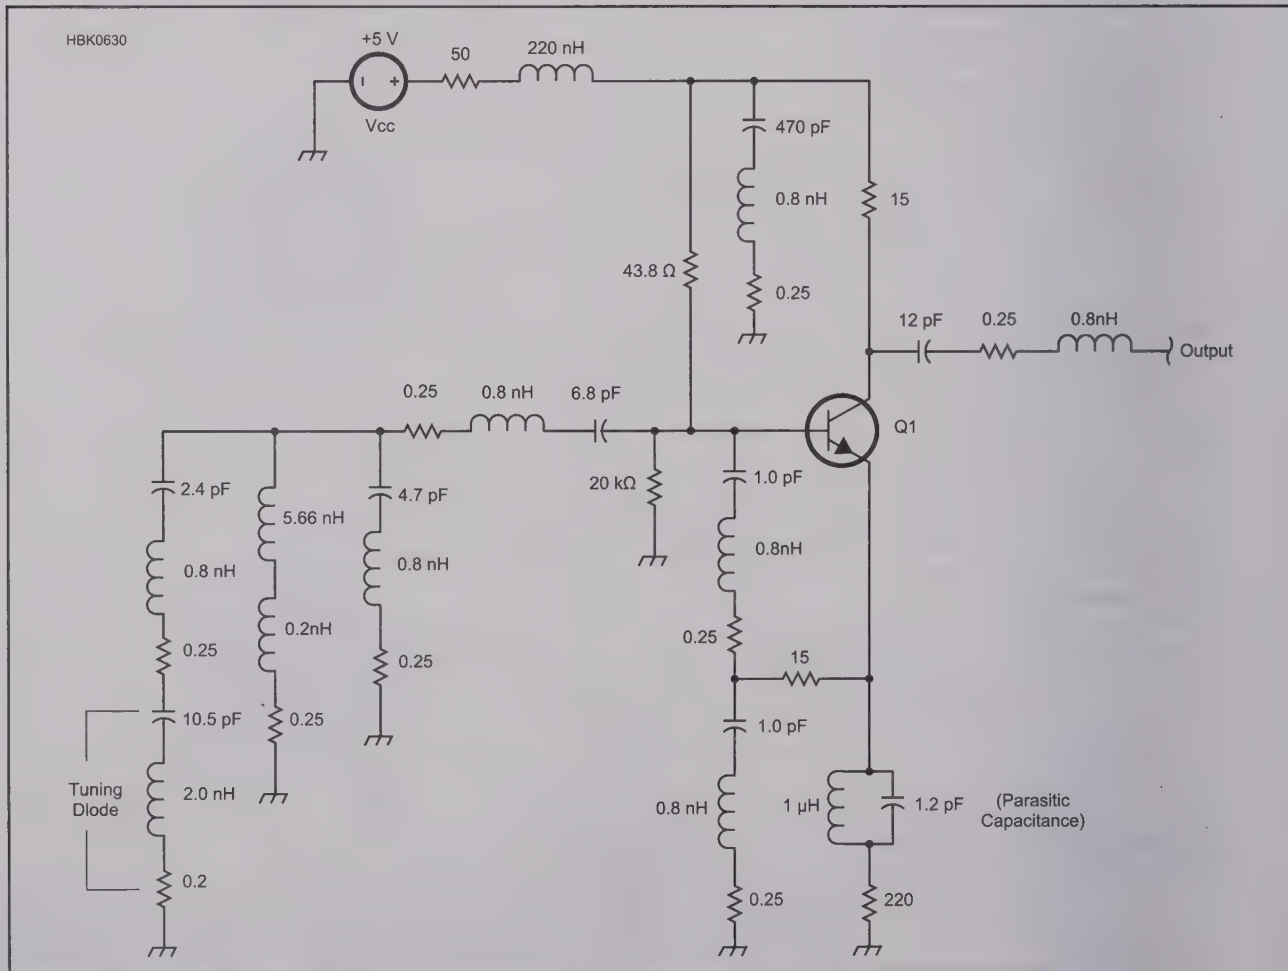 HBK0630
+5 V
50
220 nH
Vcc
470 pF
0.8 nH
15
43.8 Ω
0.25
12 pF
0.25
0.8nH
Output
0.25
0.8 nH
6.8 pF
Q1
2.4 pF
5.66 nH
4.7 pF
20 kΩ
1.0 pF
0.8 nH
0.8 nH
0.8nH
0.2nH
0.25
0.25
0.25
15
10.5 pF
0.25
1.0 pF
Tuning
Diode
2.0 nH
0.8 nH
1 µH
1.2 pF
(Parasitic
Capacitance)
0.2
0.25
220